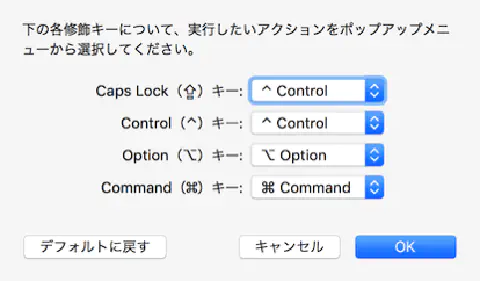 下の各修飾キーについて、実行したいアクションをポップアップメニ
ューから選択してください。
Caps Lock（⇪）キー: ^ Control
Control（^）キー: ^ Control
Option（⌥）キー: ⌥ Option
Command（⌘）キー: ⌘ Command
デフォルトに戻す キャンセル OK